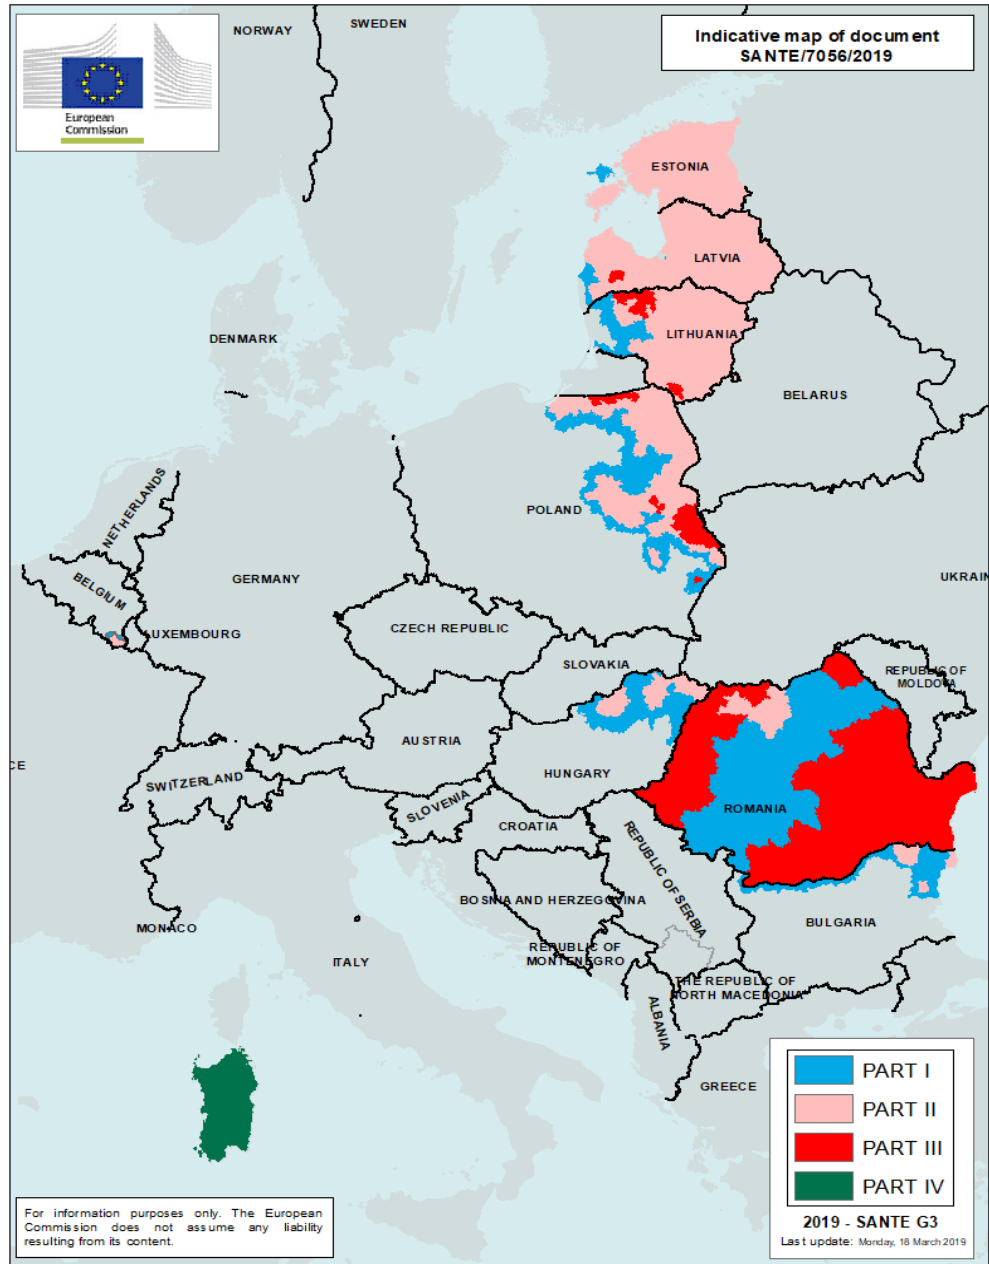 NORWAY
SWEDEN
Indicative map of document
SANTE/7056/2019
European
Commission
ESTONIA
LATVIA
LITHUANIA
DENMARK
BELARUS
NETHERLANDS
POLAND
BELGIUM
GERMANY
UKRAIN
LUXEMBOURG
CZECH REPUBLIC
SLOVAKIA
REPUBLIC OF
MOLDOVA
AUSTRIA
CE
SWITZERLAND
HUNGARY
SLOVENIA
ROMANIA
CROATIA
REPUBLIC OF SERBIA
BOSNIA AND HERZEGOVINA
BULGARIA
MONACO
REPUBLIC OF
MONTENEGRO
ITALY
THE REPUBLIC OF
NORTH MACEDONIA
ALBANIA
GREECE
PART I
PART II
PART III
PART IV
2019 - SANTE G3
Last update: Monday, 18 March 2019
For information purposes only. The European
Commission does not assume any liability
resulting from its content.